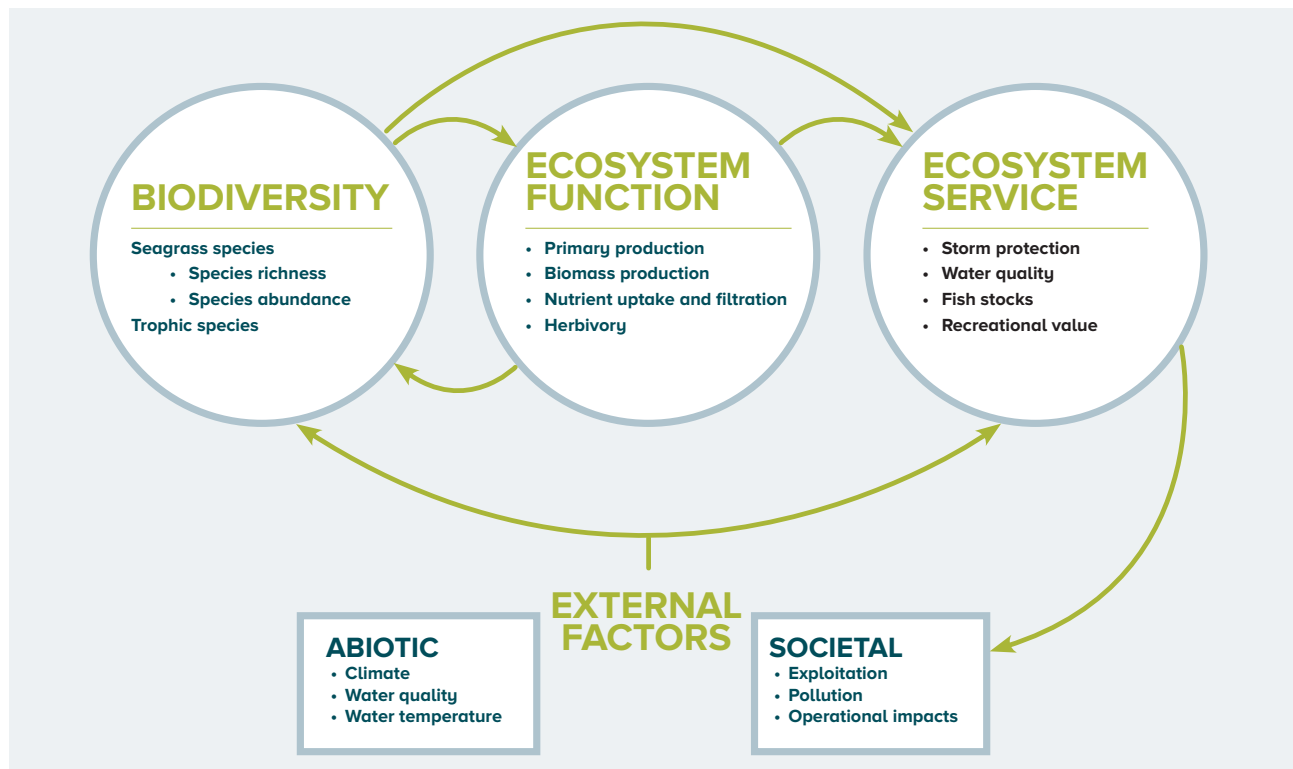 BIODIVERSITY
Seagrass species
• Species richness
• Species abundance
Trophic species
ECOSYSTEM
FUNCTION
• Primary production
• Biomass production
• Nutrient uptake and filtration
• Herbivory
ECOSYSTEM
SERVICE
• Storm protection
• Water quality
• Fish stocks
• Recreational value
EXTERNAL
FACTORS
ABIOTIC
• Climate
• Water quality
• Water temperature
SOCIETAL
• Exploitation
• Pollution
• Operational impacts